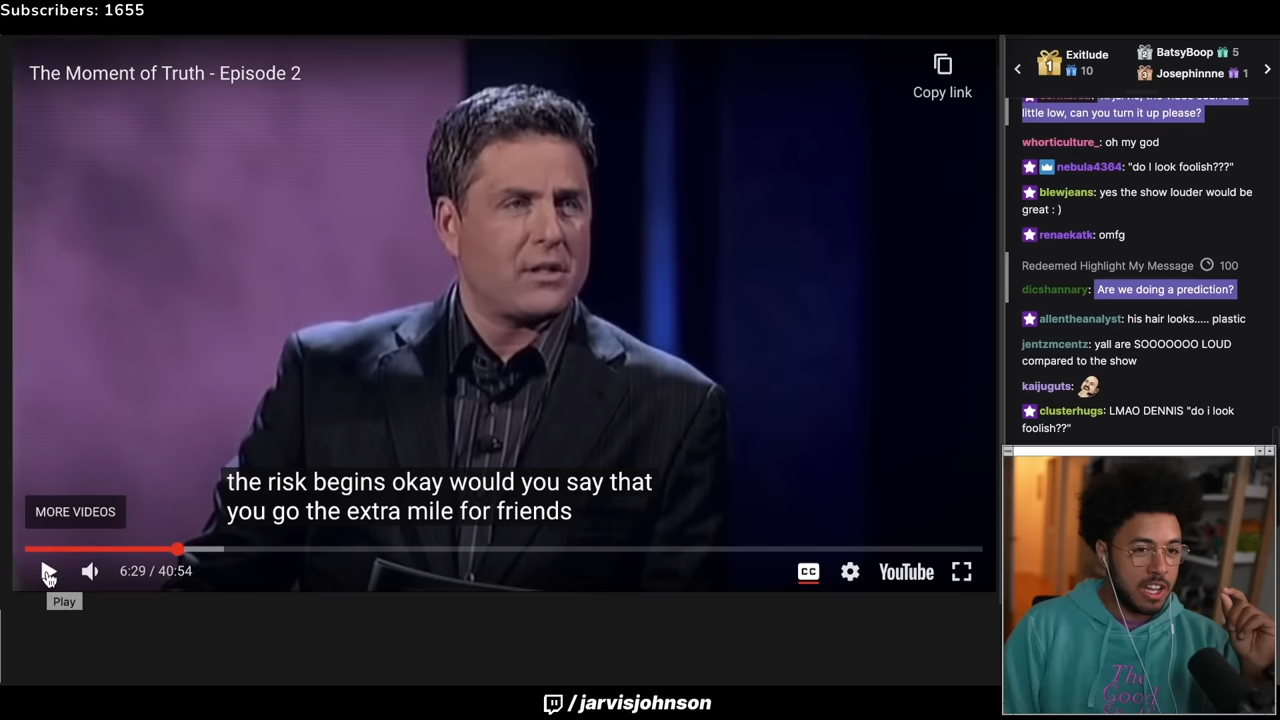 Subscribers: 1655
The Moment of Truth - Episode 2
Copy link
the risk begins okay would you say that
you go the extra mile for friends
MORE VIDEOS
6:29 / 40:54
CC
YouTube
Play
/jarvisjohnson
1
Exitlude
10
2
BatsyBoop 5
3
Josephinnne 1
little low, can you turn it up please?
whorticulture_: oh my god
nebula4364: "do I look foolish???"
blewjeans: yes the show louder would be
great : )
renaekatk: omfg
Redeemed Highlight My Message 100
dicshannary: Are we doing a prediction?
allentheanalyst: his hair looks..... plastic
jentzmcentz: yall are SOOOOOOO LOUD
compared to the show
kaijuguts:
clusterhugs: LMAO DENNIS "do i look
foolish??"
The
Good